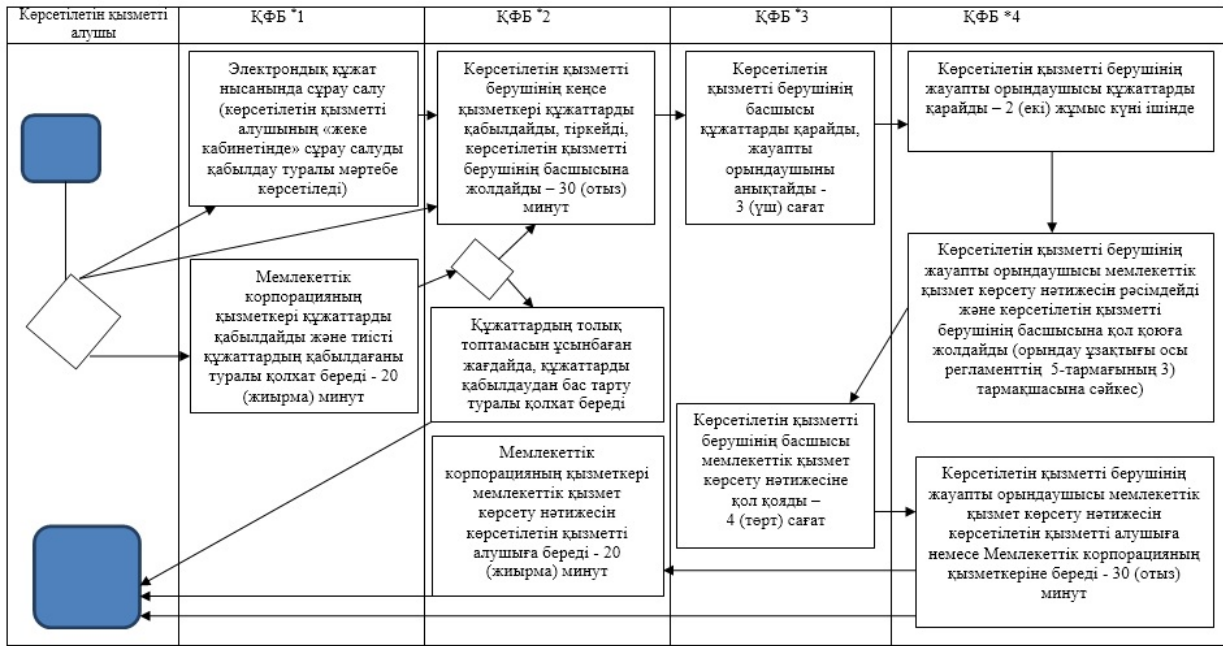 Көрсетілетін қызметті
алушы
ҚФБ *1
ҚФБ *2
ҚФБ *3
ҚФБ *4
Электрондық құжат
нысанында сұрау салу
(көрсетілетін қызметті
алушының «жеке
кабинетінде» сұрау салуды
қабылдау туралы мәртебе
көрсетіледі)
Көрсетілетін қызметті
берушінің кеңсе
қызметкері құжаттарды
қабылдайды, тіркейді,
көрсетілетін қызметті
берушінің басшысына
жолдайды – 30 (отыз)
минут
Көрсетілетін
қызметті берушінің
басшысы
құжаттарды қарайды,
жауапты
орындаушыны
анықтайды -
3 (үш) сағат
Көрсетілетін қызметті берушінің
жауапты орындаушысы құжаттарды
қарайды – 2 (екі) жұмыс күні ішінде
Мемлекеттік
корпорацияның
қызметкері құжаттарды
қабылдайды және тиісті
құжаттардың қабылдағаны
туралы қолхат береді - 20
(жиырма) минут
Құжаттардың толық
топтамасын ұсынбаған
жағдайда, құжаттарды
қабылдаудан бас тарту
туралы қолхат береді
Көрсетілетін қызметті берушінің
жауапты орындаушысы мемлекеттік
қызмет көрсету нәтижесін рәсімдейді
және көрсетілетін қызметті
берушінің басшысына қол қоюға
жолдайды (орындау ұзақтығы осы
регламенттің 5-тармағының 3)
тармақшасына сәйкес)
Көрсетілетін қызметті
берушінің басшысы
мемлекеттік қызмет
көрсету нәтижесіне
қол қояды –
4 (төрт) сағат
Мемлекеттік
корпорацияның қызметкері
мемлекеттік қызмет
көрсету нәтижесін
көрсетілетін қызметті
алушыға береді - 20
(жиырма) минут
Көрсетілетін қызметті берушінің
жауапты орындаушысы мемлекеттік
қызмет көрсету нәтижесін
көрсетілетін қызметті алушыға
немесе Мемлекеттік корпорацияның
қызметкеріне береді - 30 (отыз)
минут